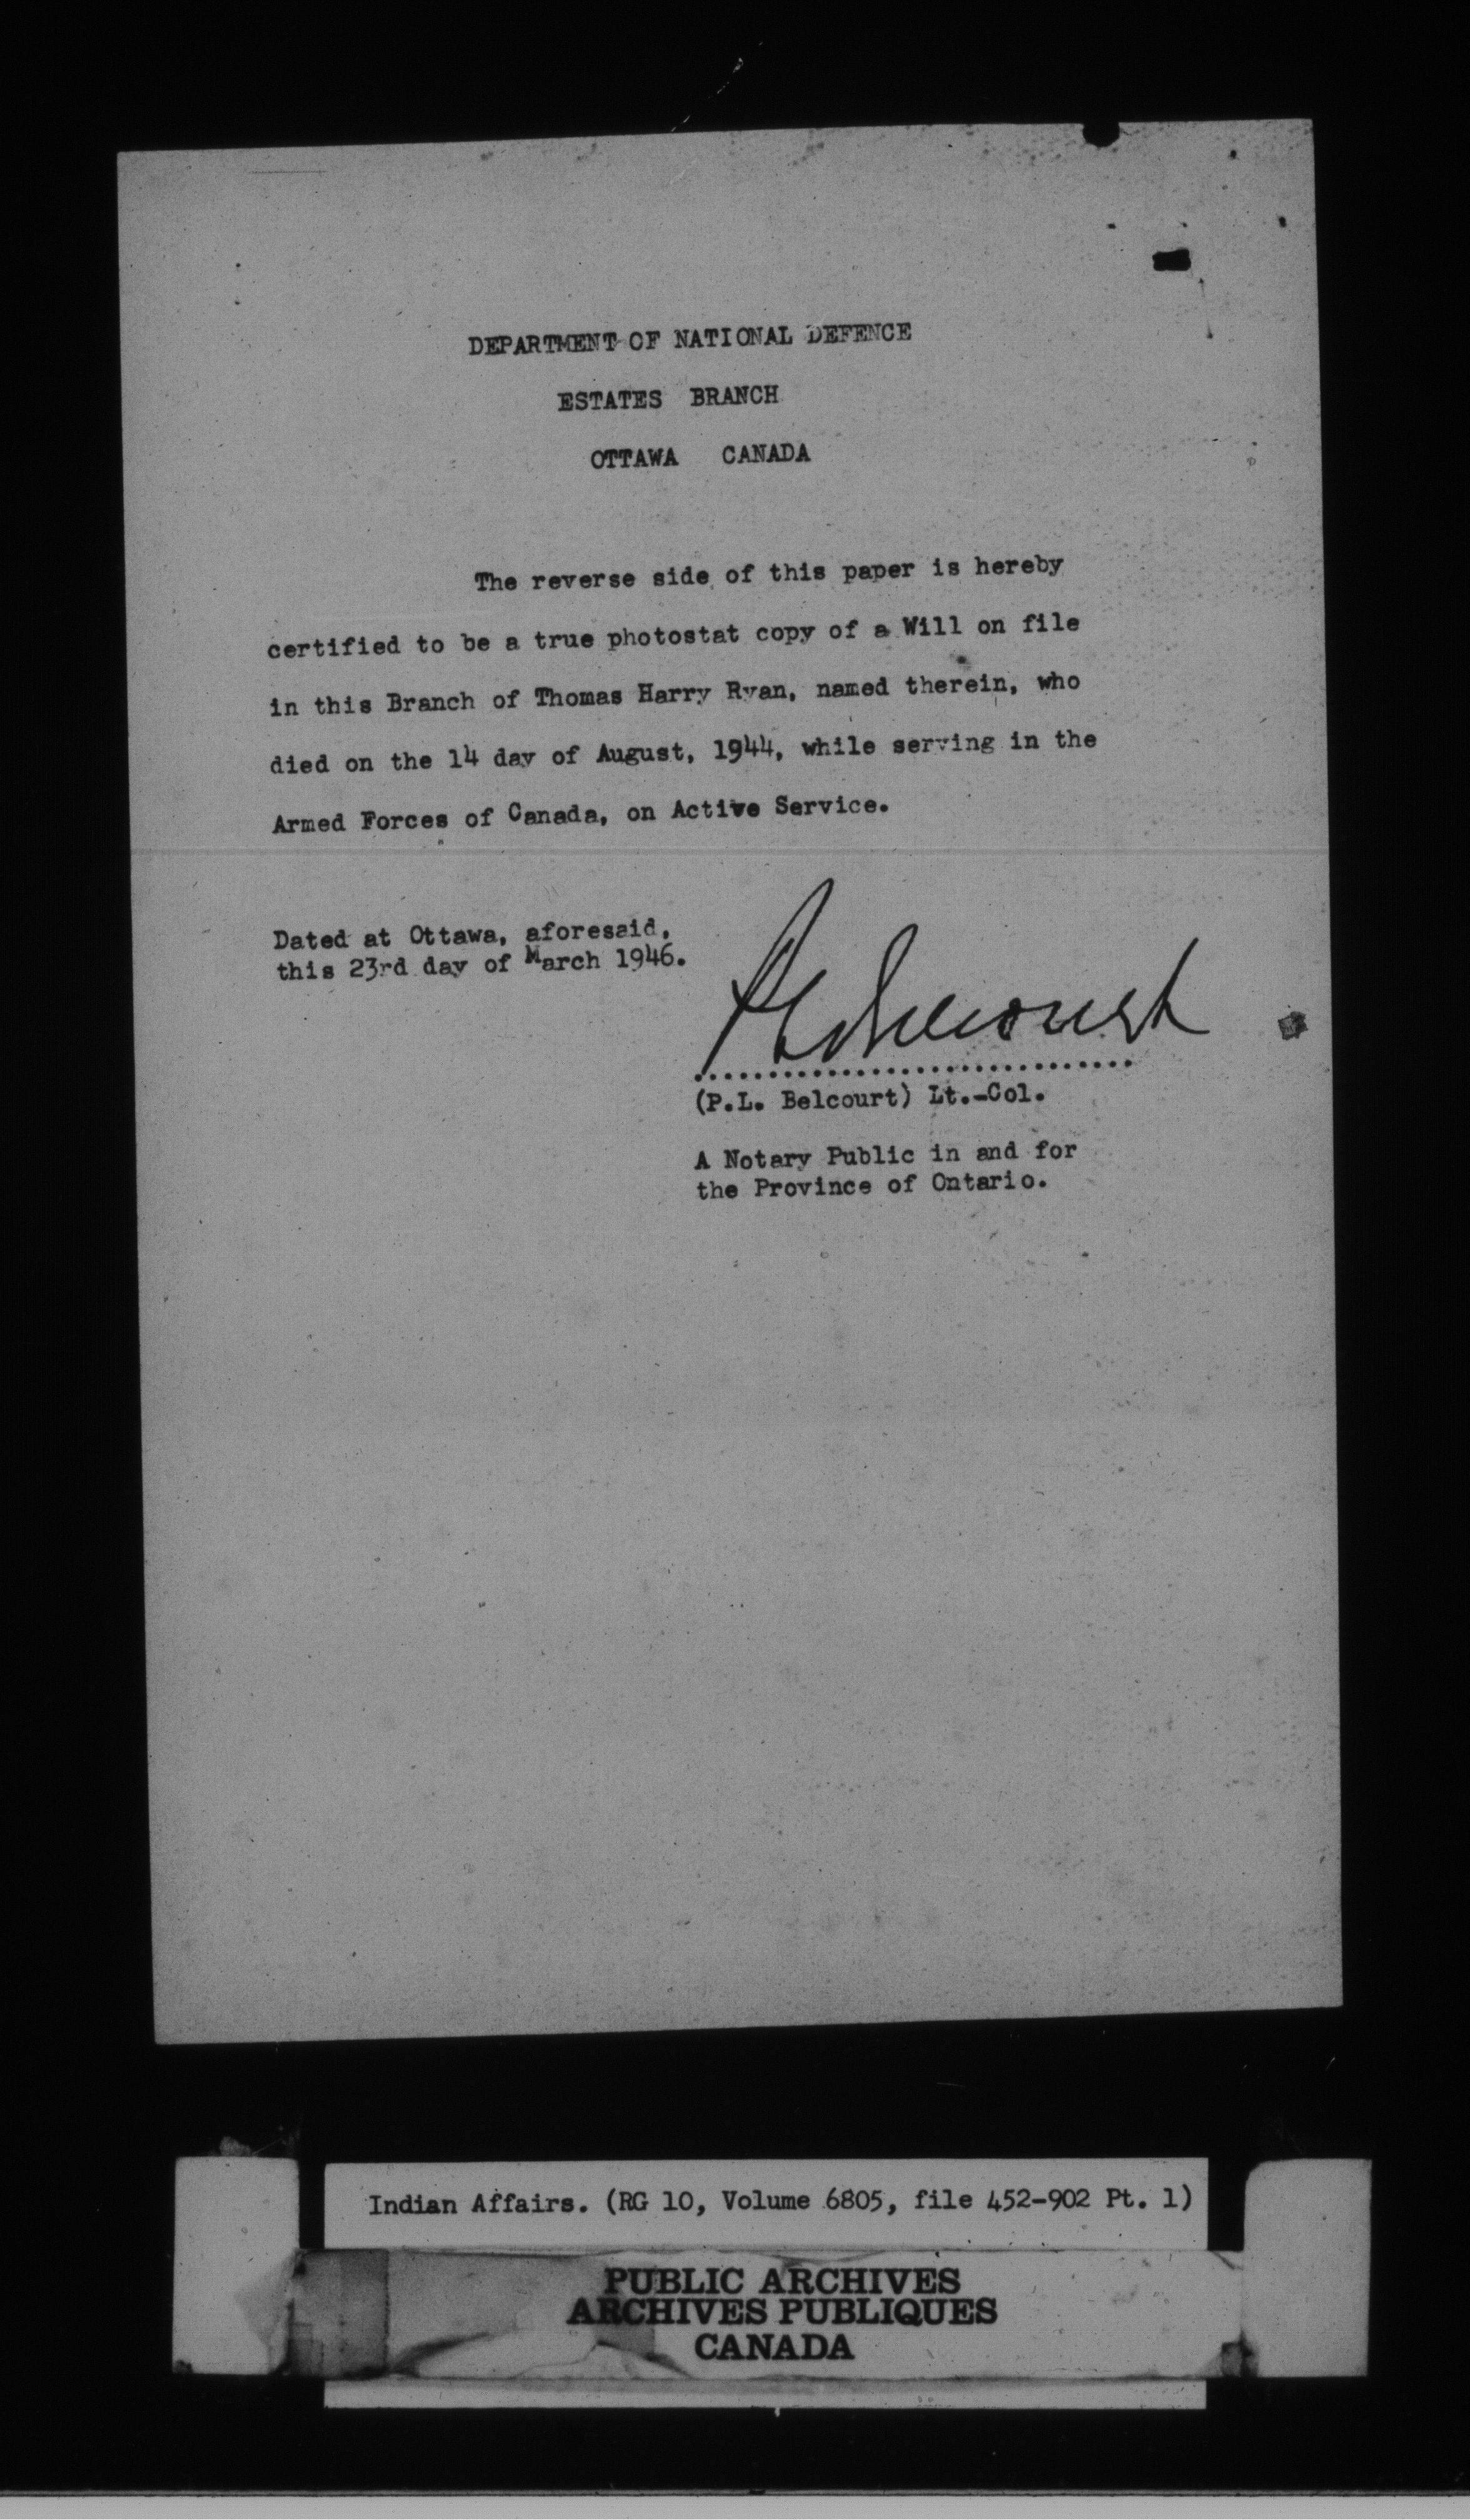 DEPARTMENT OF NATIONAL DEFENCE
ESTATES BRANCH
OTTAWA CANADA
The reverse side of this paper is hereby
certified to be a true photostat copy of a Will on file
in this Branch of Thomas Harry Ryan, named therein, who
died on the 14 day of August, 1944, while serving in the
Armed Forces of Canada, on Active Service.
Dated at Ottawa, aforesaid,
this 23rd day of March 1946.
PLBelcourt
(P.L. Belcourt) Lt.-Col.
A Notary Public in and for
the Province of Ontario.
Indian Affairs. (RG 10, Volume 6805, file 452-902 Pt. 1)
PUBLIC ARCHIVES
ARCHIVES PUBLIQUES
CANADA